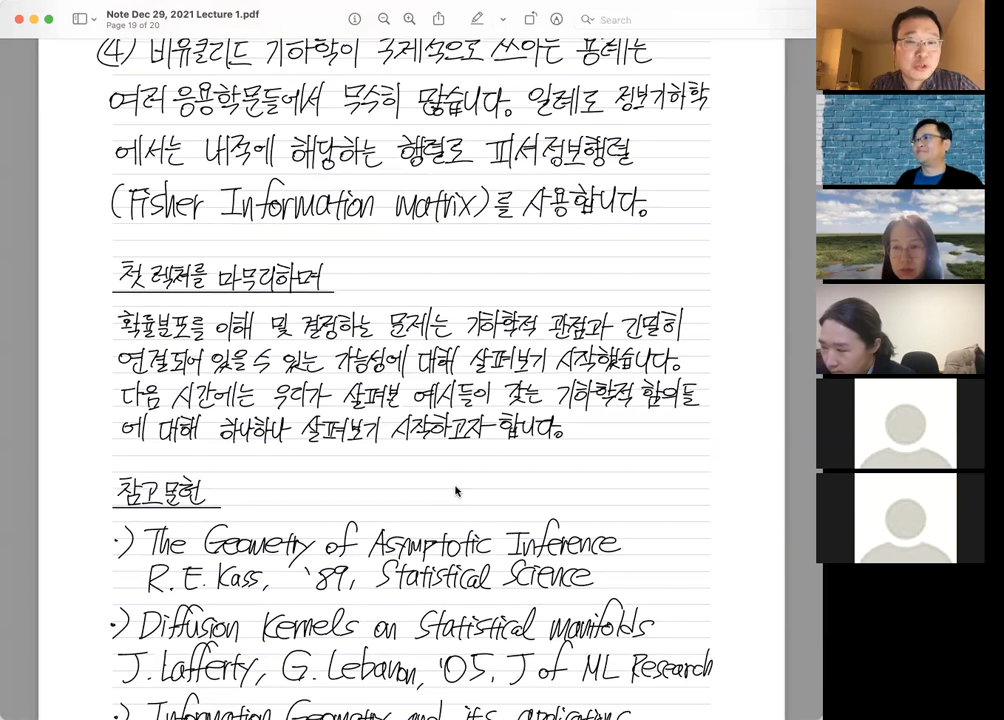 Note Dec 29, 2021 Lecture 1.pdf
Page 19 of 20
Search
(4) 비유클리드 기하학이 국제적으로 쓰이는 용례는
여러 응용학문들에서 무수히 많습니다. 일례로 정보기하학
에서는 내적에 해당하는 행렬로 피셔정보행렬
(Fisher Information matrix)를 사용합니다.
첫 렉쳐를 마무리하며
확률분포를 이해 및 결정하는 문제는 기하학적 관점과 긴밀히
연결되어 있을 수 있는 가능성에 대해 살펴보기 시작했습니다.
다음 시간에는 우리가 살펴본 예시들이 갖는 기하학적 함의들
에 대해 하나하나 살펴보기 시작하고자 합니다.
참고문헌
·) The Geometry of Asymptotic Inference
R.E. Kass, '89, Statistical Science
·) Diffusion Kernels on Statistical manifolds
J. Lafferty, G. Lebanon, '05, J of ML Research
·) Information Geometry and its applications